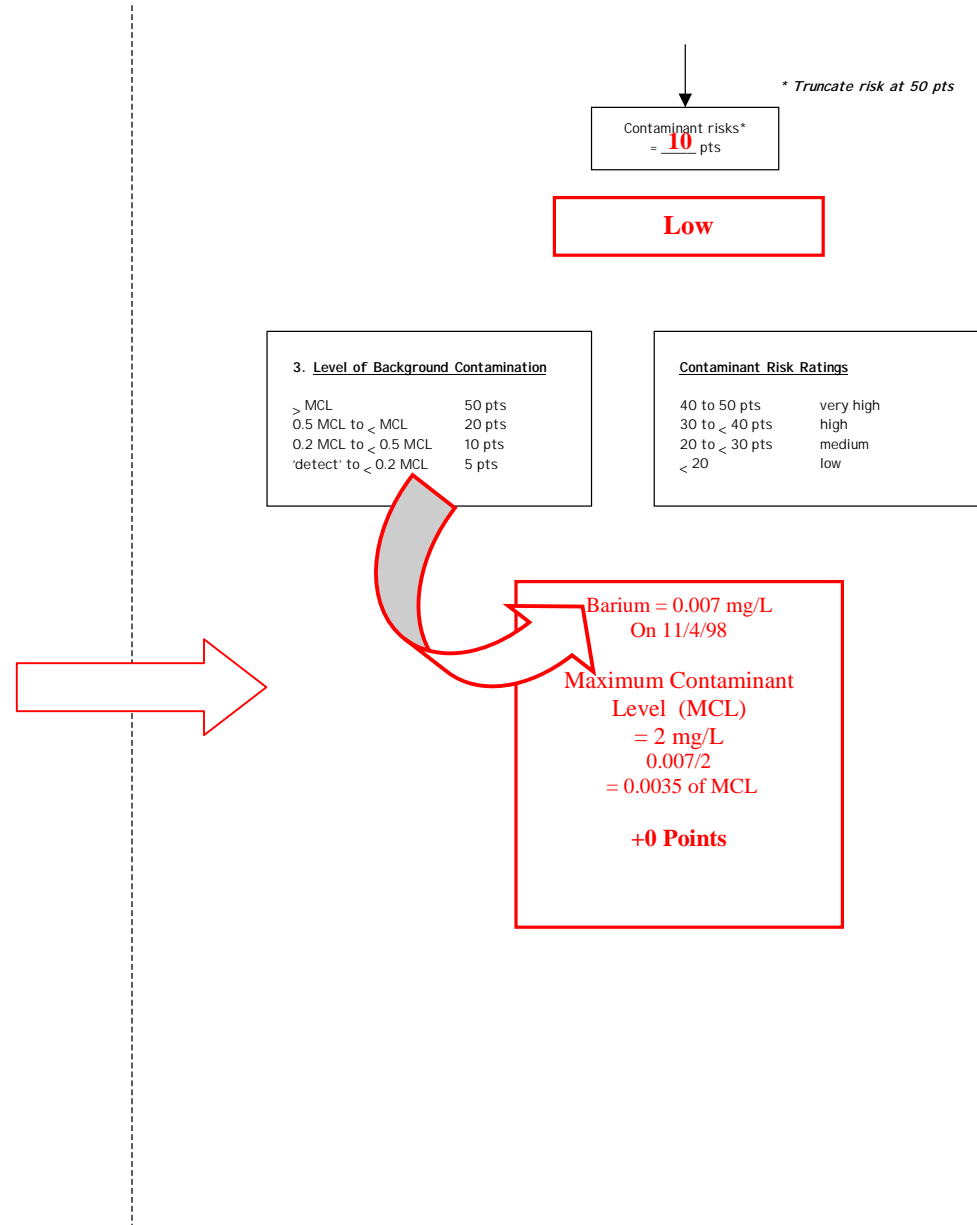 * Truncate risk at 50 pts
Contaminant risks*
= 10 pts
Low
3. Level of Background Contamination
> MCL 50 pts
0.5 MCL to < MCL 20 pts
0.2 MCL to < 0.5 MCL 10 pts
'detect' to < 0.2 MCL 5 pts
Contaminant Risk Ratings
40 to 50 pts very high
30 to < 40 pts high
20 to < 30 pts medium
< 20 low
Barium = 0.007 mg/L
On 11/4/98
Maximum Contaminant
Level (MCL)
= 2 mg/L
0.007/2
= 0.0035 of MCL
+0 Points